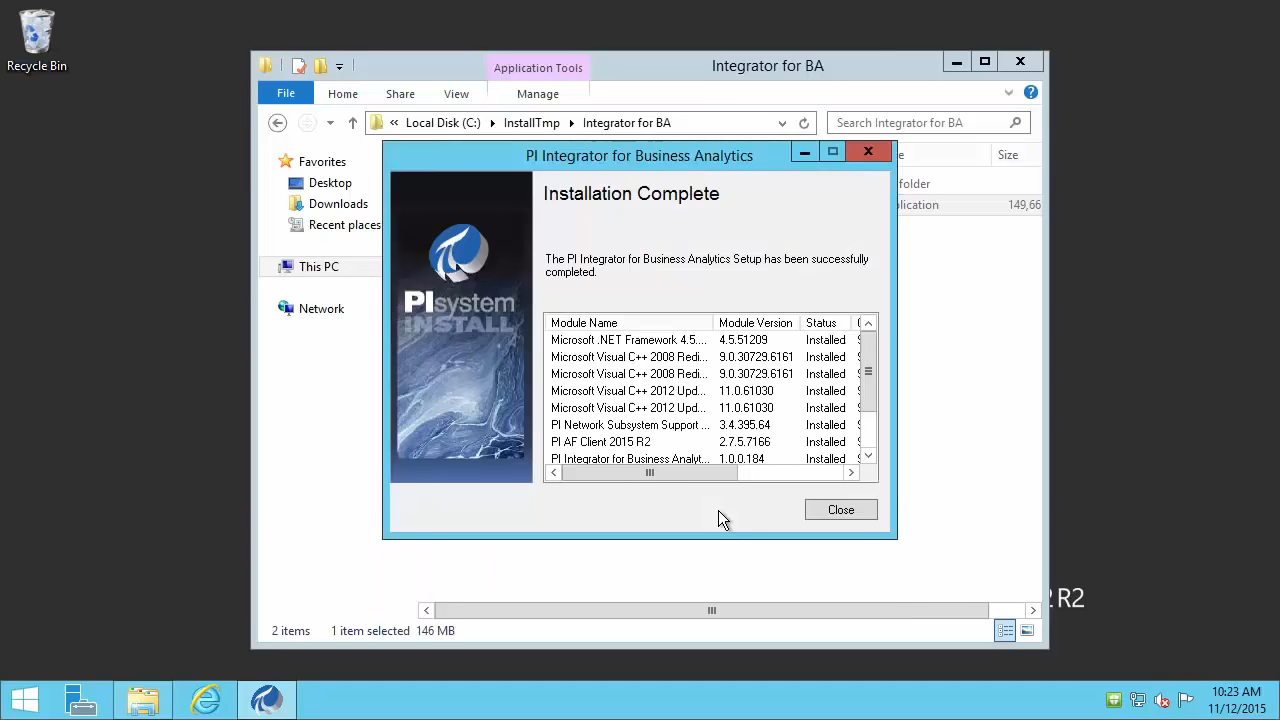 Recycle Bin
Application Tools
Integrator for BA
File
Home
Share
View
Manage
« Local Disk (C:)
InstallTmp
Integrator for BA
Search Integrator for BA
Favorites
Desktop
Downloads
Recent places
This PC
Network
Size
folder
149,66
PI Integrator for Business Analytics
PIsystem
INSTALL
Installation Complete
The PI Integrator for Business Analytics Setup has been successfully
completed.
Module Name Module Version Status
Microsoft .NET Framework 4.5.... 4.5.51209 Installed
Microsoft Visual C++ 2008 Redi... 9.0.30729.6161 Installed
Microsoft Visual C++ 2008 Redi... 9.0.30729.6161 Installed
Microsoft Visual C++ 2012 Upd... 11.0.61030 Installed
Microsoft Visual C++ 2012 Upd... 11.0.61030 Installed
PI Network Subsystem Support ... 3.4.395.64 Installed
PI AF Client 2015 R2 2.7.5.7166 Installed
PI Integrator for Business Analyt... 1.0.0.184 Installed
Close
R2
2 items 1 item selected 146 MB
10:23 AM
11/12/2015